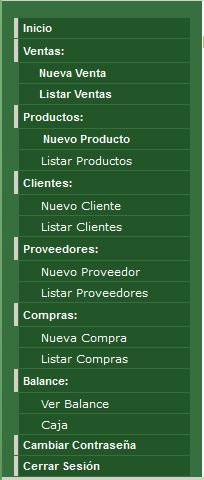 Inicio
Ventas:
Nueva Venta
Listar Ventas
Productos:
Nuevo Producto
Listar Productos
Clientes:
Nuevo Cliente
Listar Clientes
Proveedores:
Nuevo Proveedor
Listar Proveedores
Compras:
Nueva Compra
Listar Compras
Balance:
Ver Balance
Caja
Cambiar Contraseña
Cerrar Sesión